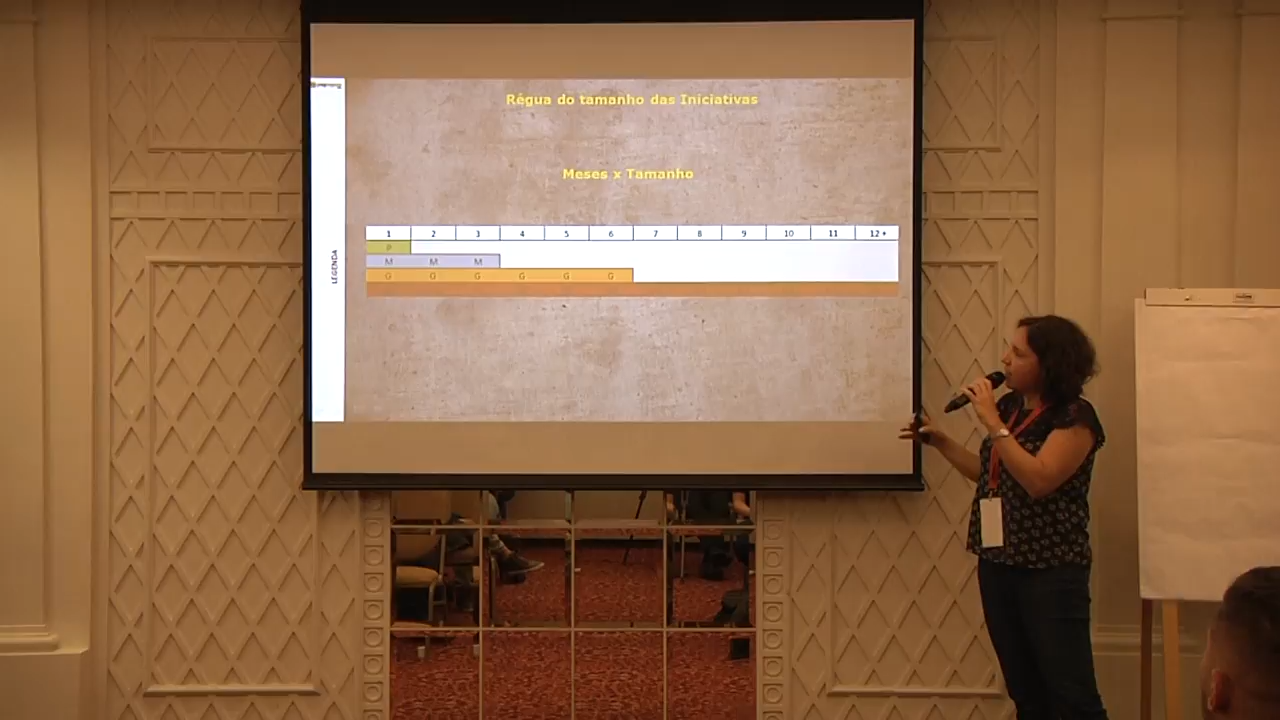 Régua do tamanho das Iniciativas
Meses x Tamanho
1 2 3 4 5 6 7 8 9 10 11 12 +
P
M M M
G G G G G G
LEGENDA